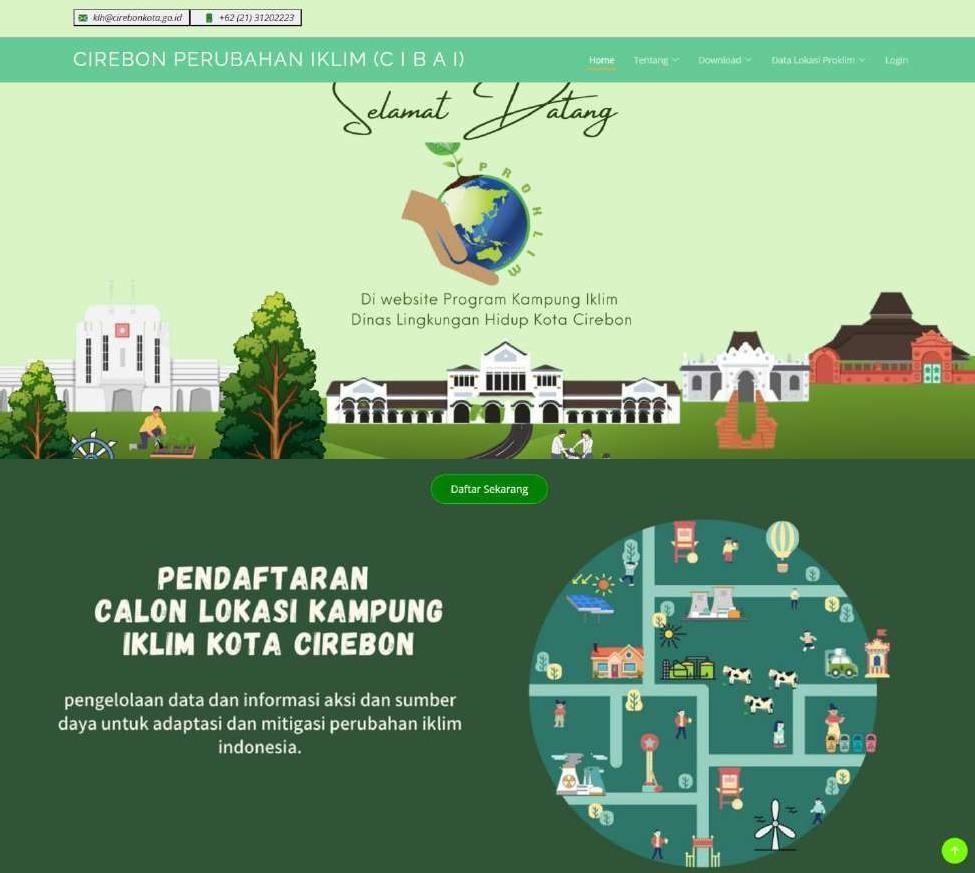 klh@cirebonkota.go.id
+62 (21) 31202223
CIREBON PERUBAHAN IKLIM (C I B A I)
Home
Tentang
Download
Data Lokasi Proklim
Login
Selamat Datang
PROKLIM
Di website Program Kampung Iklim
Dinas Lingkungan Hidup Kota Cirebon
Daftar Sekarang
PENDAFTARAN
CALON LOKASI KAMPUNG
IKLIM KOTA CIREBON
pengelolaan data dan informasi aksi dan sumber
daya untuk adaptasi dan mitigasi perubahan iklim
indonesia.